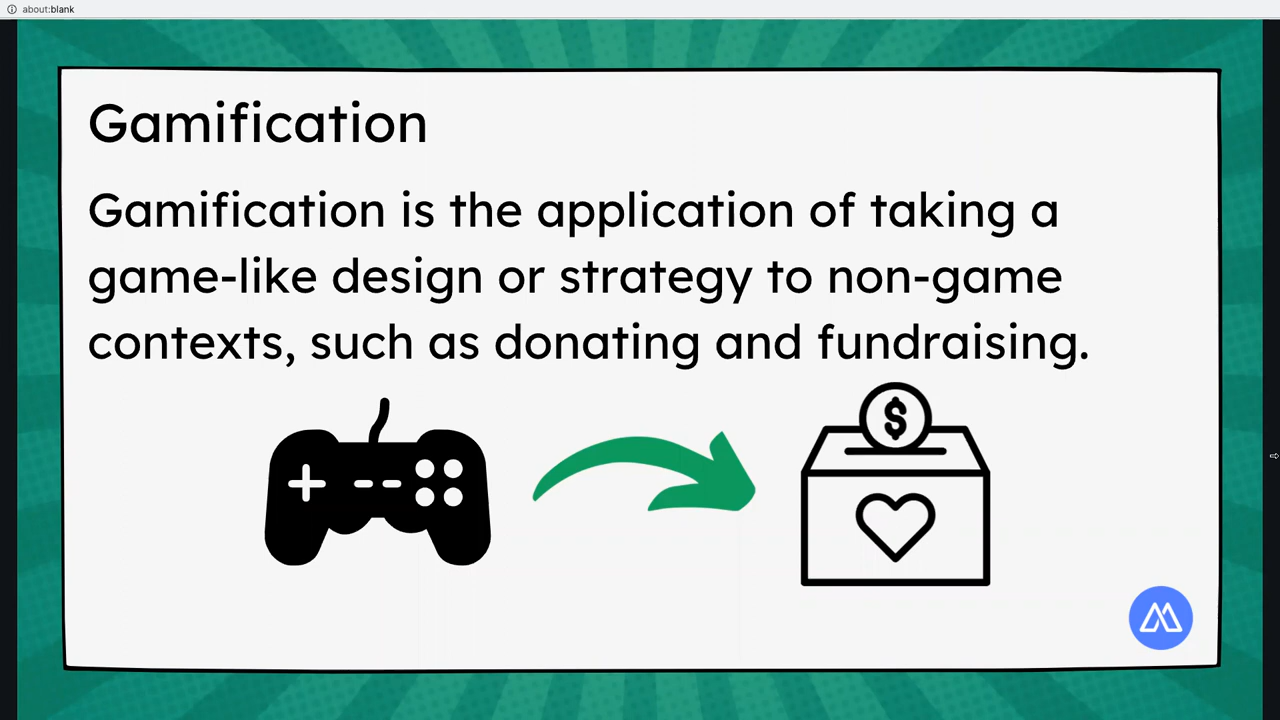 about:blank
Gamification
Gamification is the application of taking a
game-like design or strategy to non-game
contexts, such as donating and fundraising.
$